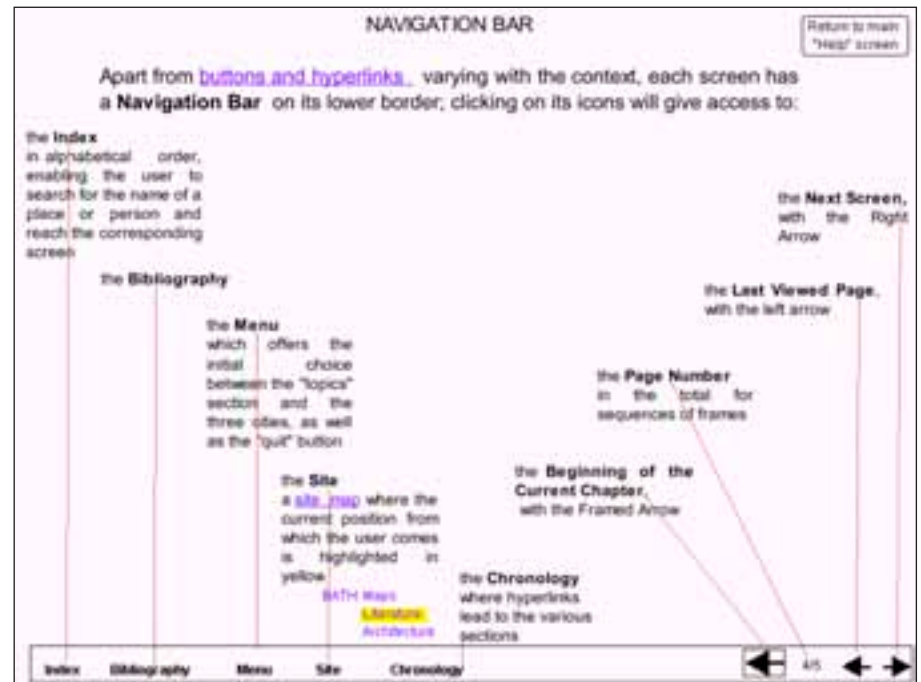 NAVIGATION BAR
Return to main
"Help" screen
Apart from buttons and hyperlinks varying with the context, each screen has
a Navigation Bar on its lower border; clicking on its icons will give access to:
the Index
in alphabetical order,
enabling the user to
search for the name of a
place or person and
reach the corresponding
screen
the Bibliography
the Menu
which offers the
initial choice
between the "topics"
section and the
three cities, as well
as the "quit" button
the Site
a site map where the
current position from
which the user comes
is highlighted in
yellow
BATH Maps
Literature
Architecture
the Chronology
where hyperlinks
lead to the various
sections
the Beginning of the
Current Chapter,
with the Framed Arrow
the Page Number
in the total for
sequences of frames
the Last Viewed Page,
with the left arrow
the Next Screen,
with the Right
Arrow
Index Bibliography Menu Site Chronology 4/5